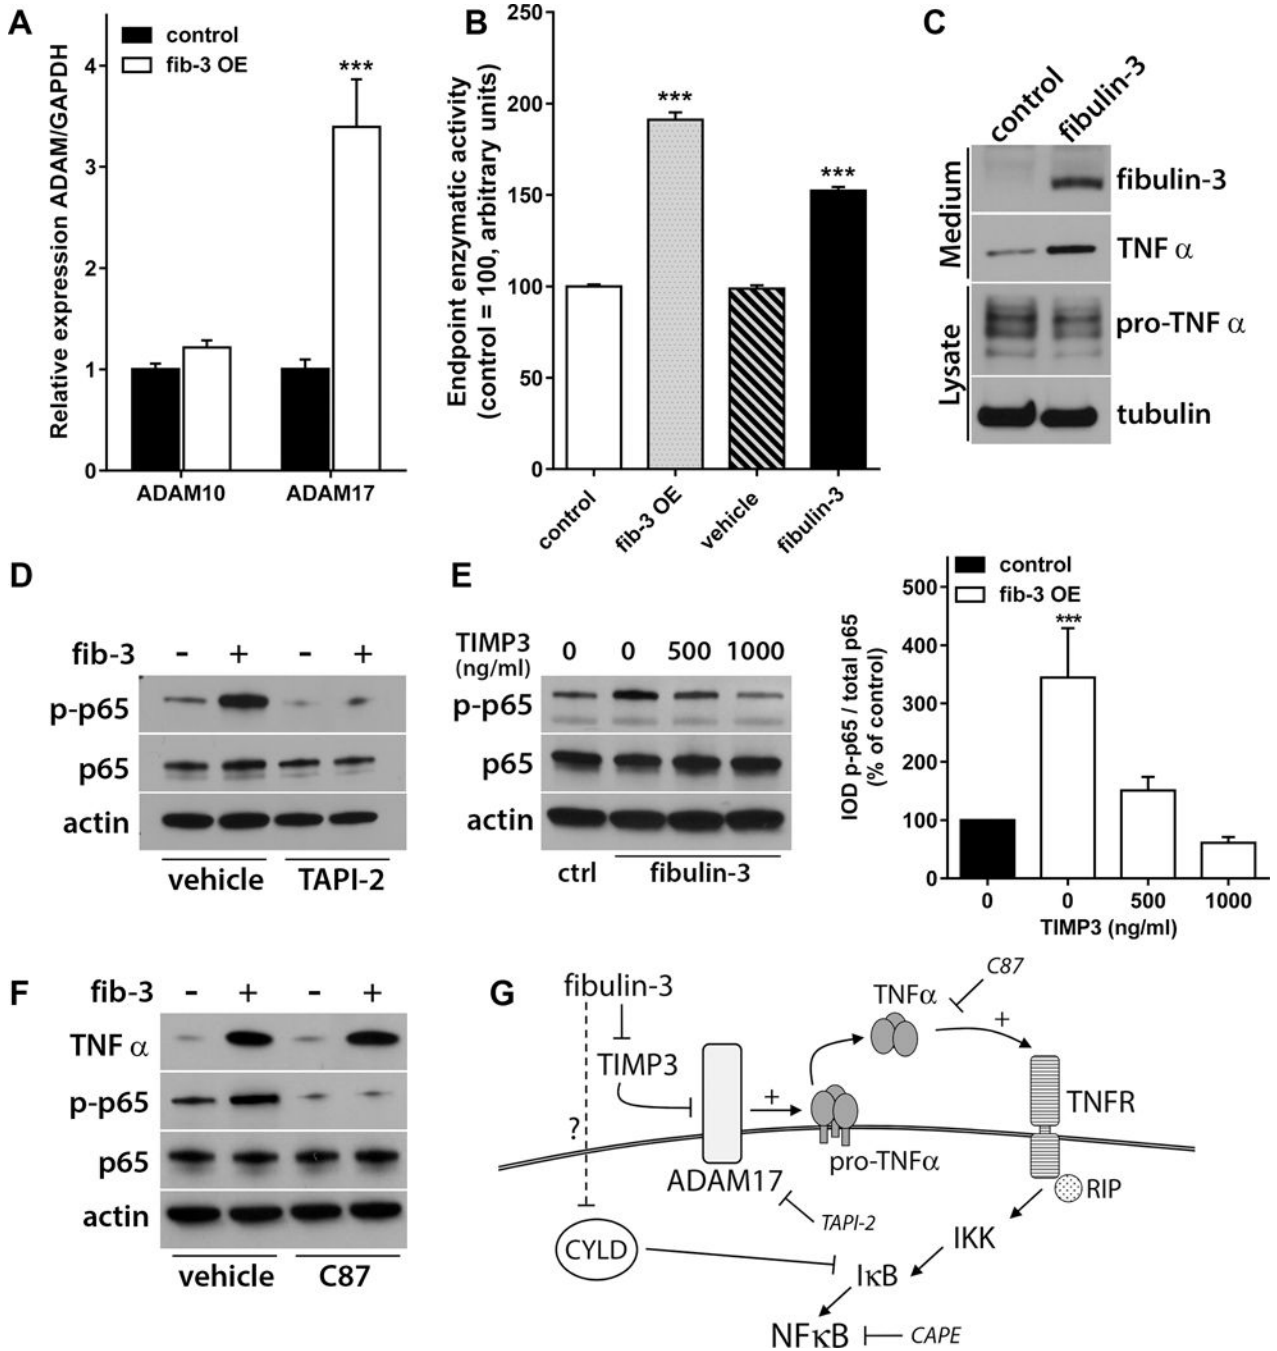 A
control
fib-3 OE
Relative expression ADAM/GAPDH
4
3
2
1
0
***
ADAM10
ADAM17
B
Endpoint enzymatic activity
(control = 100, arbitrary units)
250
200
150
100
50
0
***
***
control
fib-3 OE
vehicle
fibulin-3
C
control
fibulin-3
Medium
fibulin-3
TNF α
Lysate
pro-TNF α
tubulin
D
fib-3 - + - +
p-p65
p65
actin
vehicle TAPI-2
E
TIMP3
(ng/ml)
0 0 500 1000
p-p65
p65
actin
ctrl fibulin-3
control
fib-3 OE
IOD p-p65 / total p65
(% of control)
500
400
300
200
100
0
***
0 0 500 1000
TIMP3 (ng/ml)
F
fib-3 - + - +
TNF α
p-p65
p65
actin
vehicle C87
G
fibulin-3
TIMP3
?
ADAM17
+
pro-TNFα
TNFα
C87
+
TNFR
RIP
TAPI-2
IKK
CYLD
IκB
NFκB
CAPE